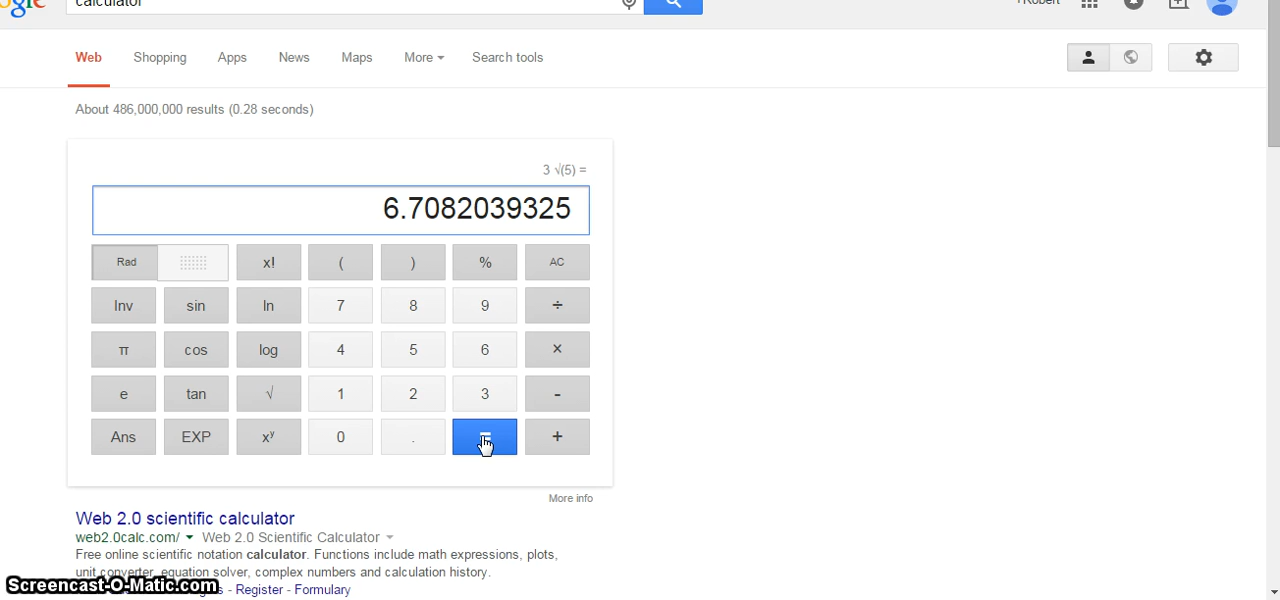 calculator
+Robert
Web Shopping Apps News Maps More Search tools
About 486,000,000 results (0.28 seconds)
3 √(5) =
6.7082039325
Rad x! ( ) % AC
Inv sin ln 7 8 9 ÷
π cos log 4 5 6 ×
e tan √ 1 2 3 -
Ans EXP xʸ 0 . = +
More info
Web 2.0 scientific calculator
web2.0calc.com/ Web 2.0 Scientific Calculator
Free online scientific notation calculator. Functions include math expressions, plots,
unit converter, equation solver, complex numbers and calculation history.
- Register - Formulary
Screencast-O-Matic.com